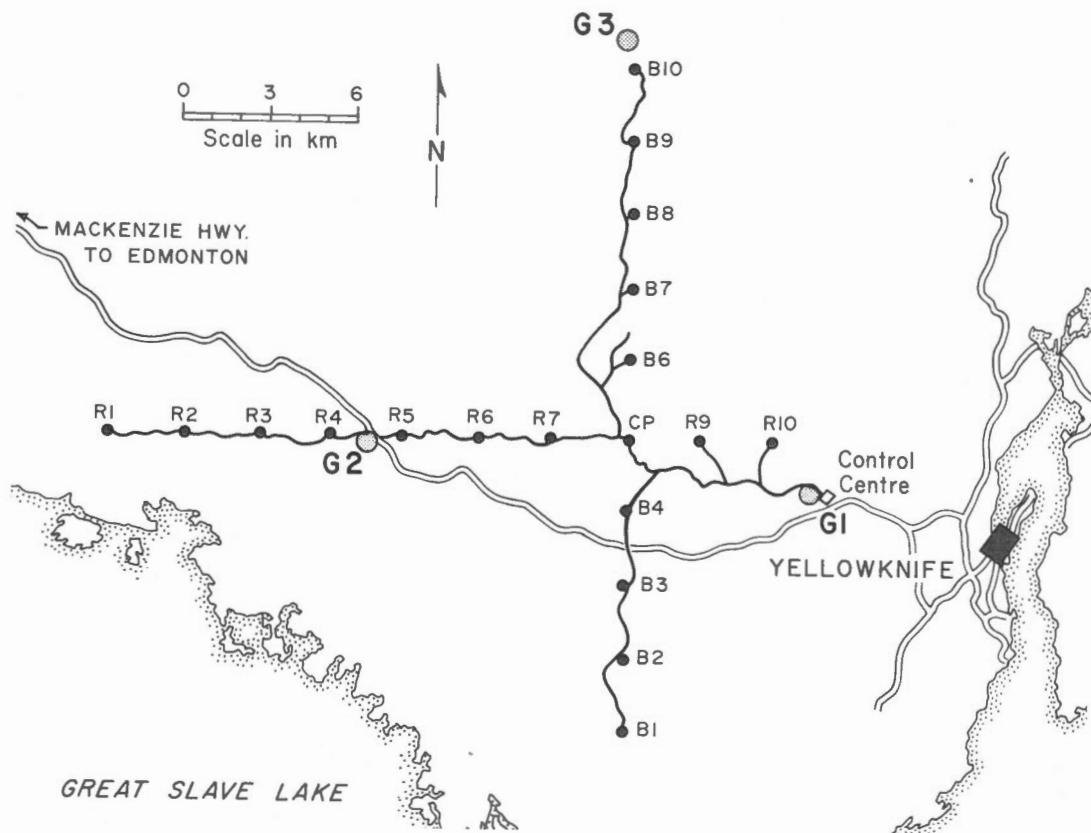 G3
B10
0 3 6
Scale in km
B9
N
B8
MACKENZIE HWY.
TO EDMONTON
B7
B6
R1 R2 R3 R4 R5 R6 R7 CP R9 R10
G2
Control
Centre
B4
G1
YELLOWKNIFE
B3
B2
B1
GREAT SLAVE LAKE